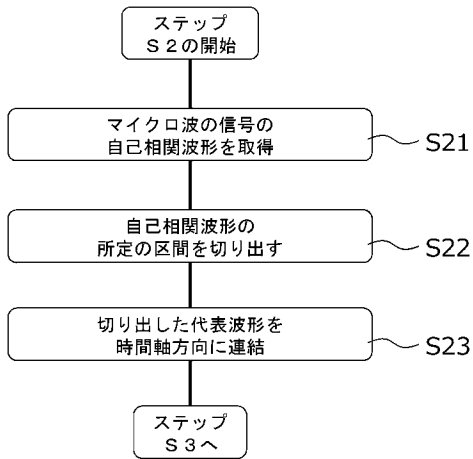 ステップ
Ｓ２の開始
マイクロ波の信号の
自己相関波形を取得
S21
自己相関波形の
所定の区間を切り出す
S22
切り出した代表波形を
時間軸方向に連結
S23
ステップ
Ｓ３へ